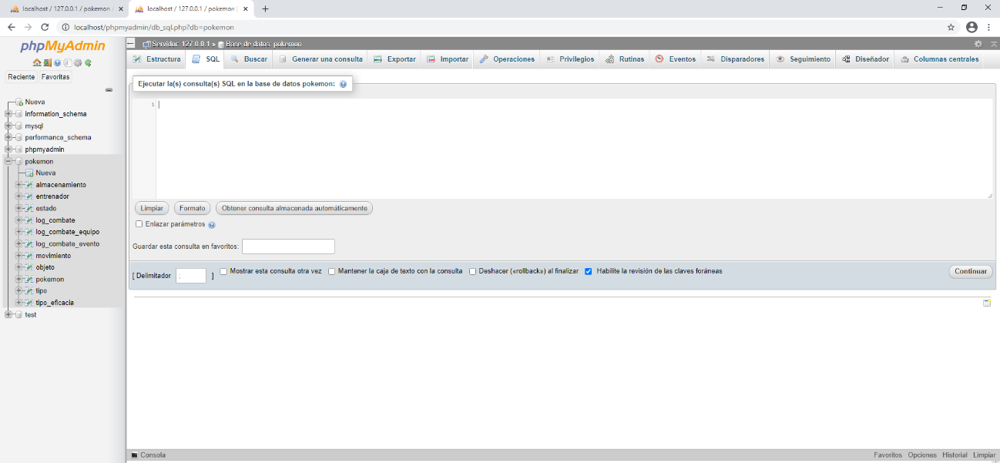 localhost / 127.0.0.1 / pokemon /
localhost / 127.0.0.1 / pokemon
localhost/phpmyadmin/db_sql.php?db=pokemon
phpMyAdmin
Reciente Favoritas
Nueva
information_schema
mysql
performance_schema
phpmyadmin
pokemon
Nueva
almacenamiento
entrenador
estado
log_combate
log_combate_equipo
log_combate_evento
movimiento
objeto
pokemon
tipo
tipo_eficacia
test
Servidor: 127.0.0.1 » Base de datos: pokemon
Estructura SQL Buscar Generar una consulta Exportar Importar Operaciones Privilegios Rutinas Eventos Disparadores Seguimiento Diseñador Columnas centrales
Ejecutar la(s) consulta(s) SQL en la base de datos pokemon:
1
Limpiar Formato Obtener consulta almacenada automáticamente
Enlazar parámetros
Guardar esta consulta en favoritos:
[ Delimitador ; ] Mostrar esta consulta otra vez Mantener la caja de texto con la consulta Deshacer («rollback») al finalizar Habilite la revisión de las claves foráneas Continuar
Consola Favoritos Opciones Historial Limpiar